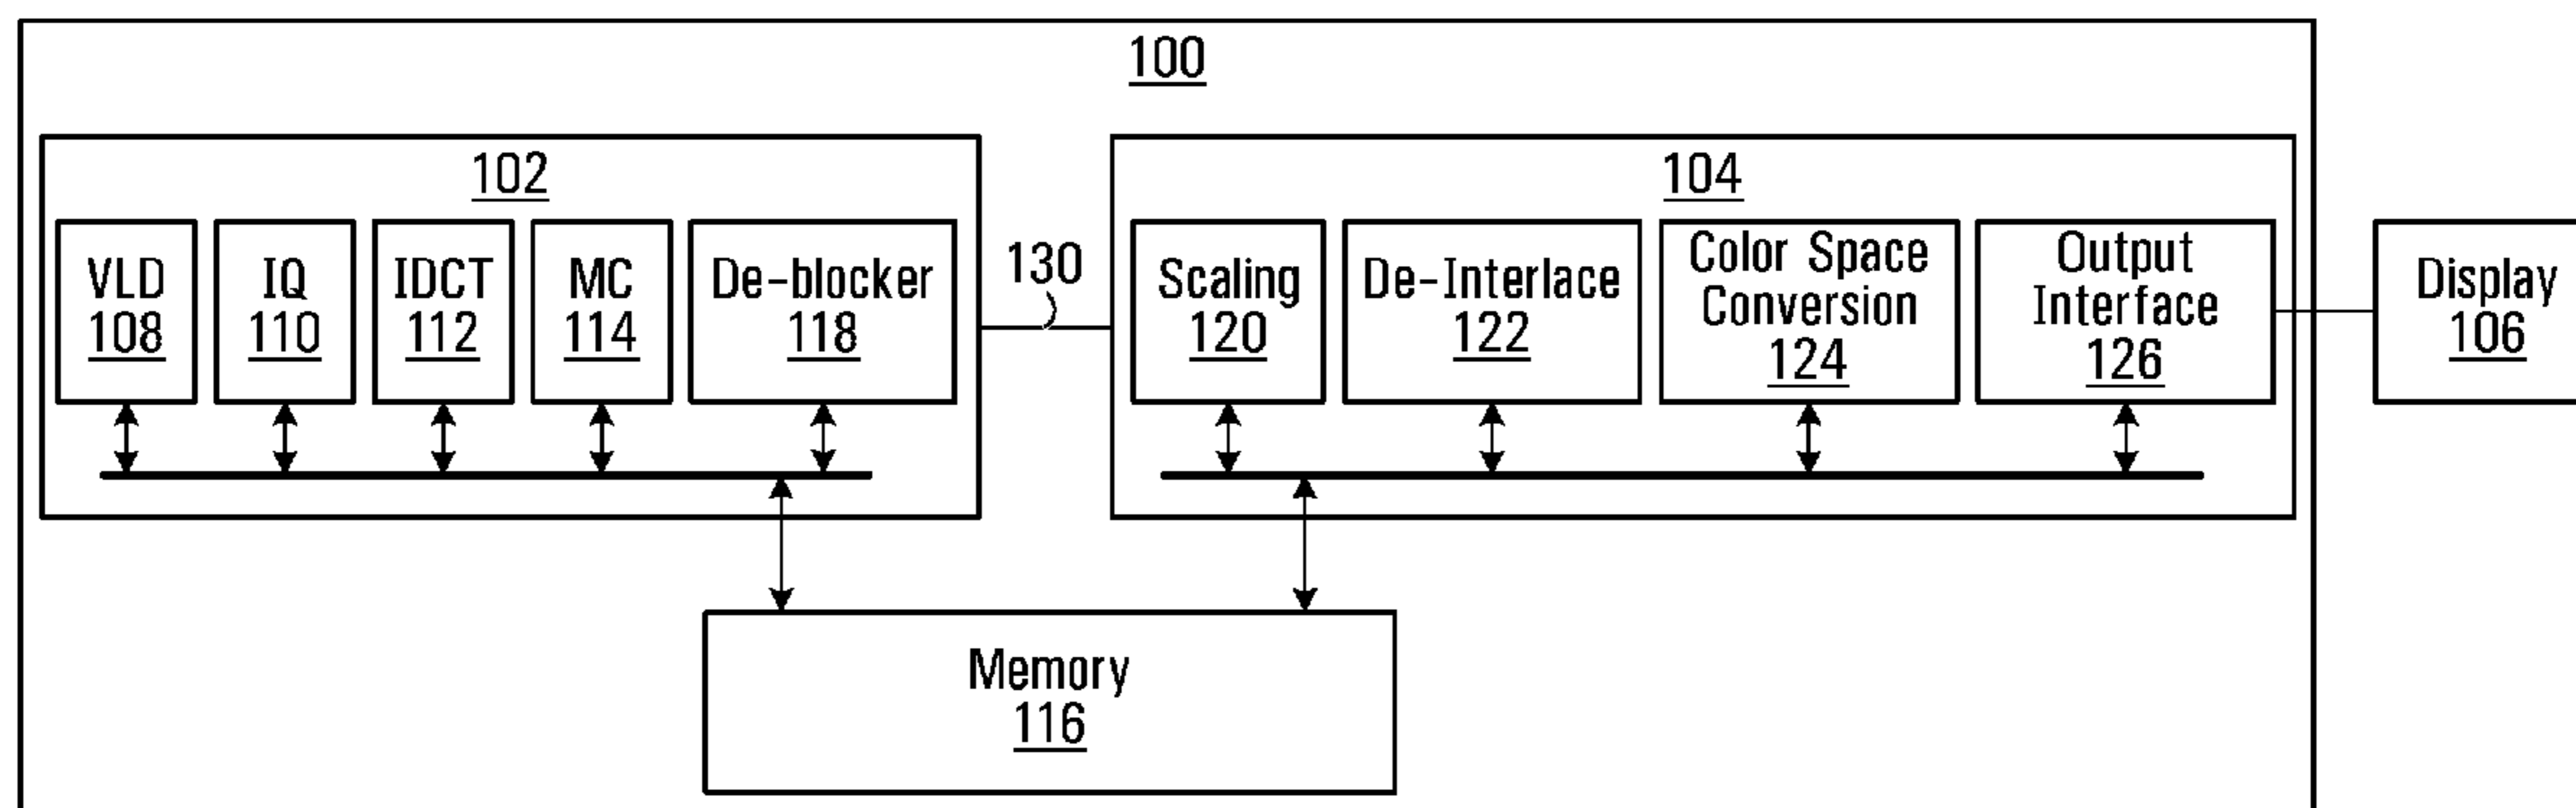 100
102
VLD
108
IQ
110
IDCT
112
MC
114
De-blocker
118
130
104
Scaling
120
De-Interlace
122
Color Space
Conversion
124
Output
Interface
126
Display
106
Memory
116